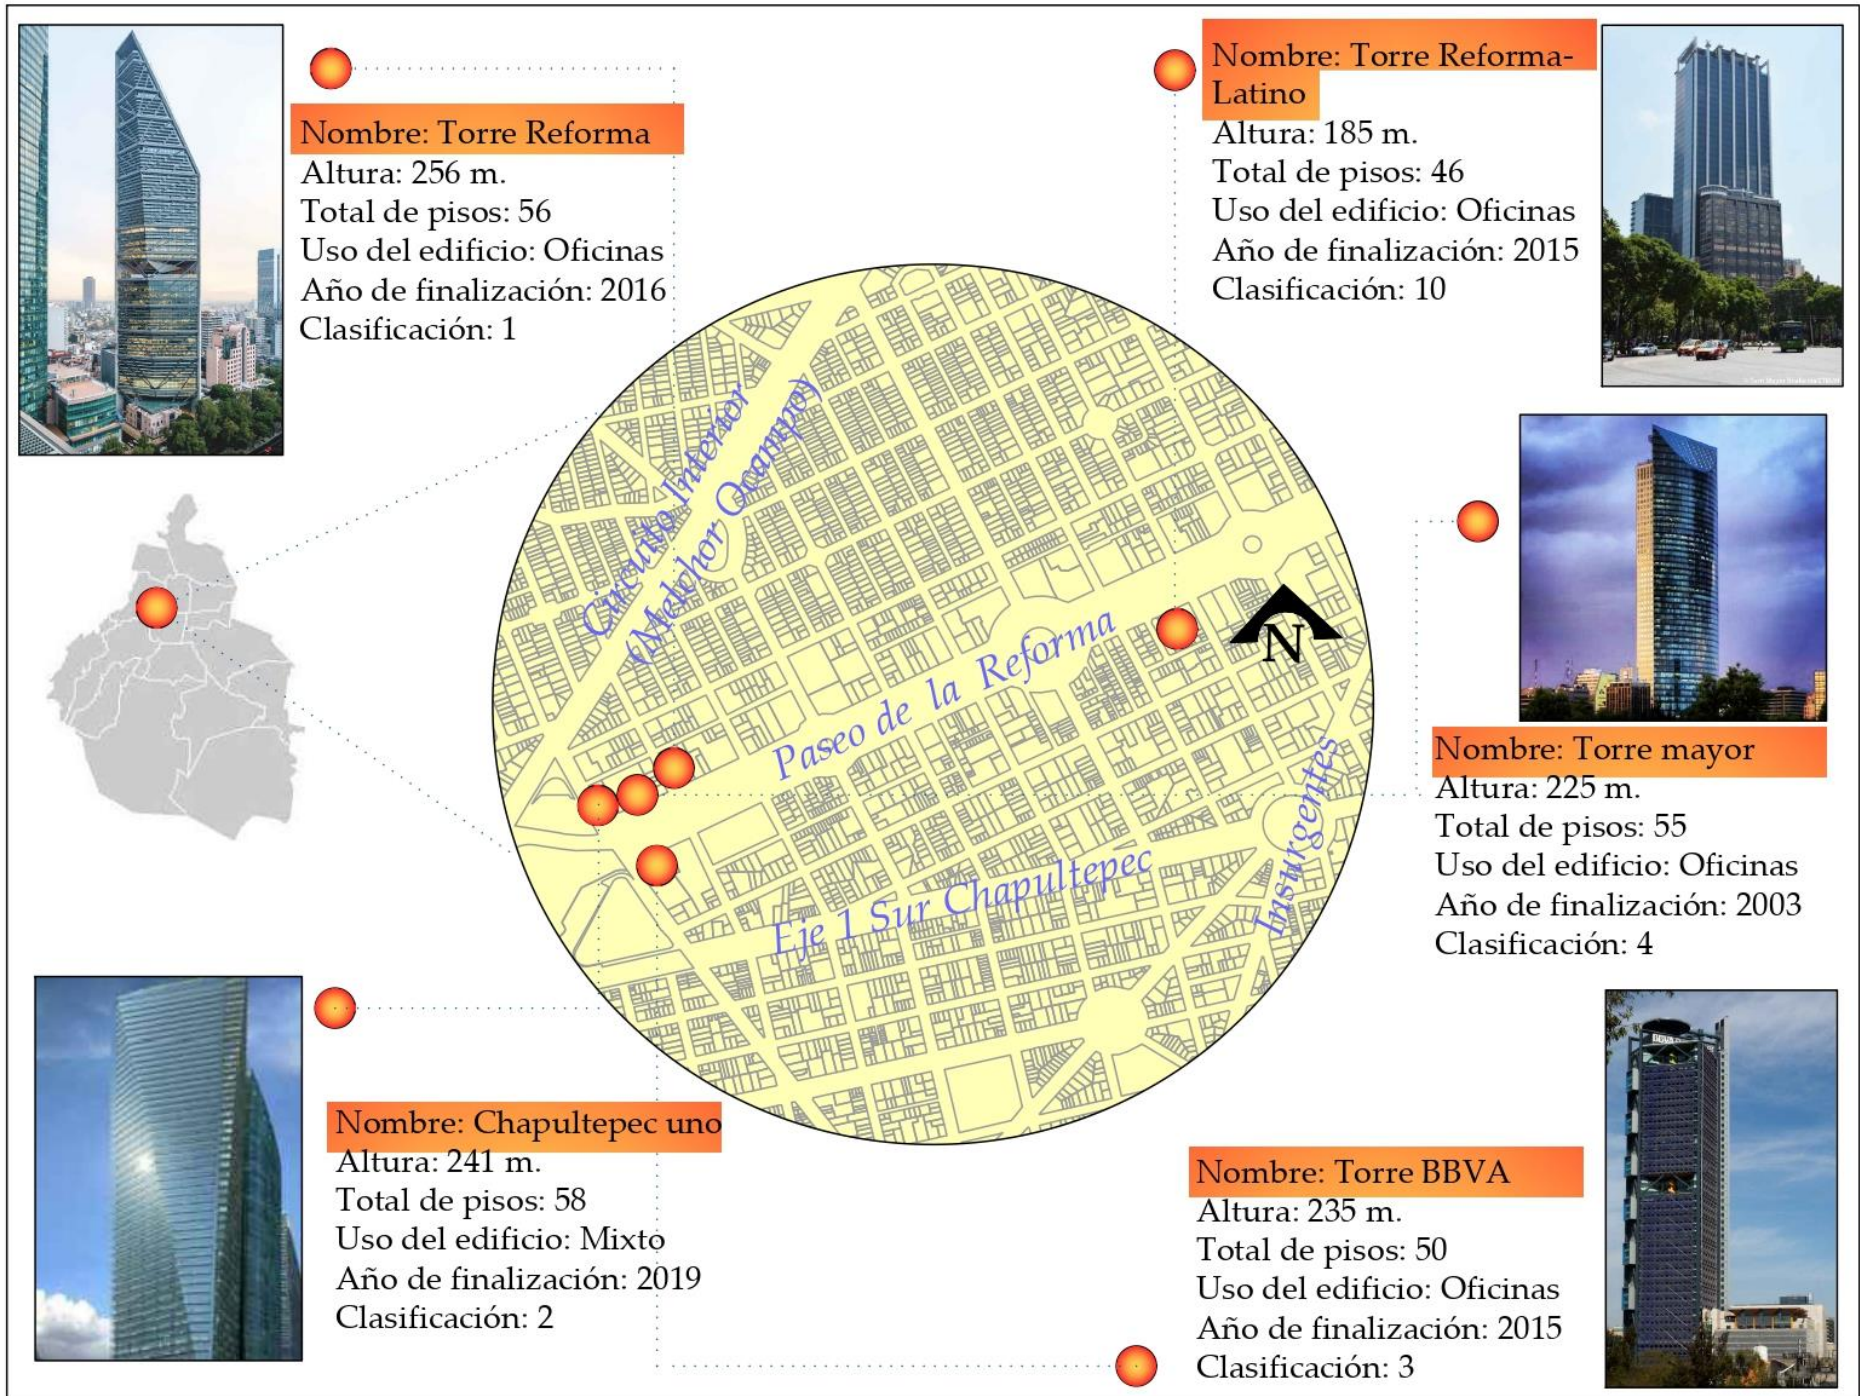 Nombre: Torre Reforma
Altura: 256 m.
Total de pisos: 56
Uso del edificio: Oficinas
Año de finalización: 2016
Clasificación: 1
Nombre: Torre Reforma-
Latino
Altura: 185 m.
Total de pisos: 46
Uso del edificio: Oficinas
Año de finalización: 2015
Clasificación: 10
Circuito Interior
(Melchor Ocampo)
Paseo de la Reforma
N
Insurgentes
Eje 1 Sur Chapultepec
Nombre: Torre mayor
Altura: 225 m.
Total de pisos: 55
Uso del edificio: Oficinas
Año de finalización: 2003
Clasificación: 4
Nombre: Chapultepec uno
Altura: 241 m.
Total de pisos: 58
Uso del edificio: Mixto
Año de finalización: 2019
Clasificación: 2
Nombre: Torre BBVA
Altura: 235 m.
Total de pisos: 50
Uso del edificio: Oficinas
Año de finalización: 2015
Clasificación: 3
BBVA